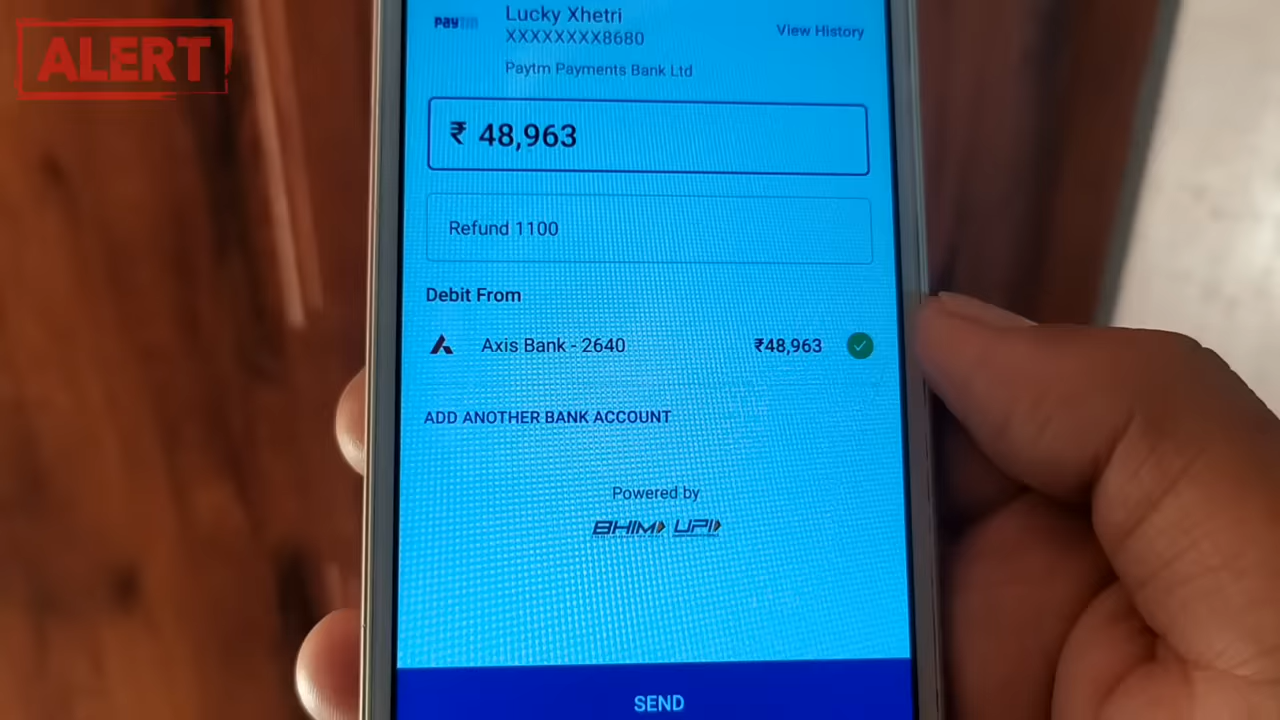 ALERT
paytm
Lucky Xhetri
XXXXXXXX8680
View History
Paytm Payments Bank Ltd
₹ 48,963
Refund 1100
Debit From
Axis Bank - 2640 ₹48,963
ADD ANOTHER BANK ACCOUNT
Powered by
BHIM UPI
SEND